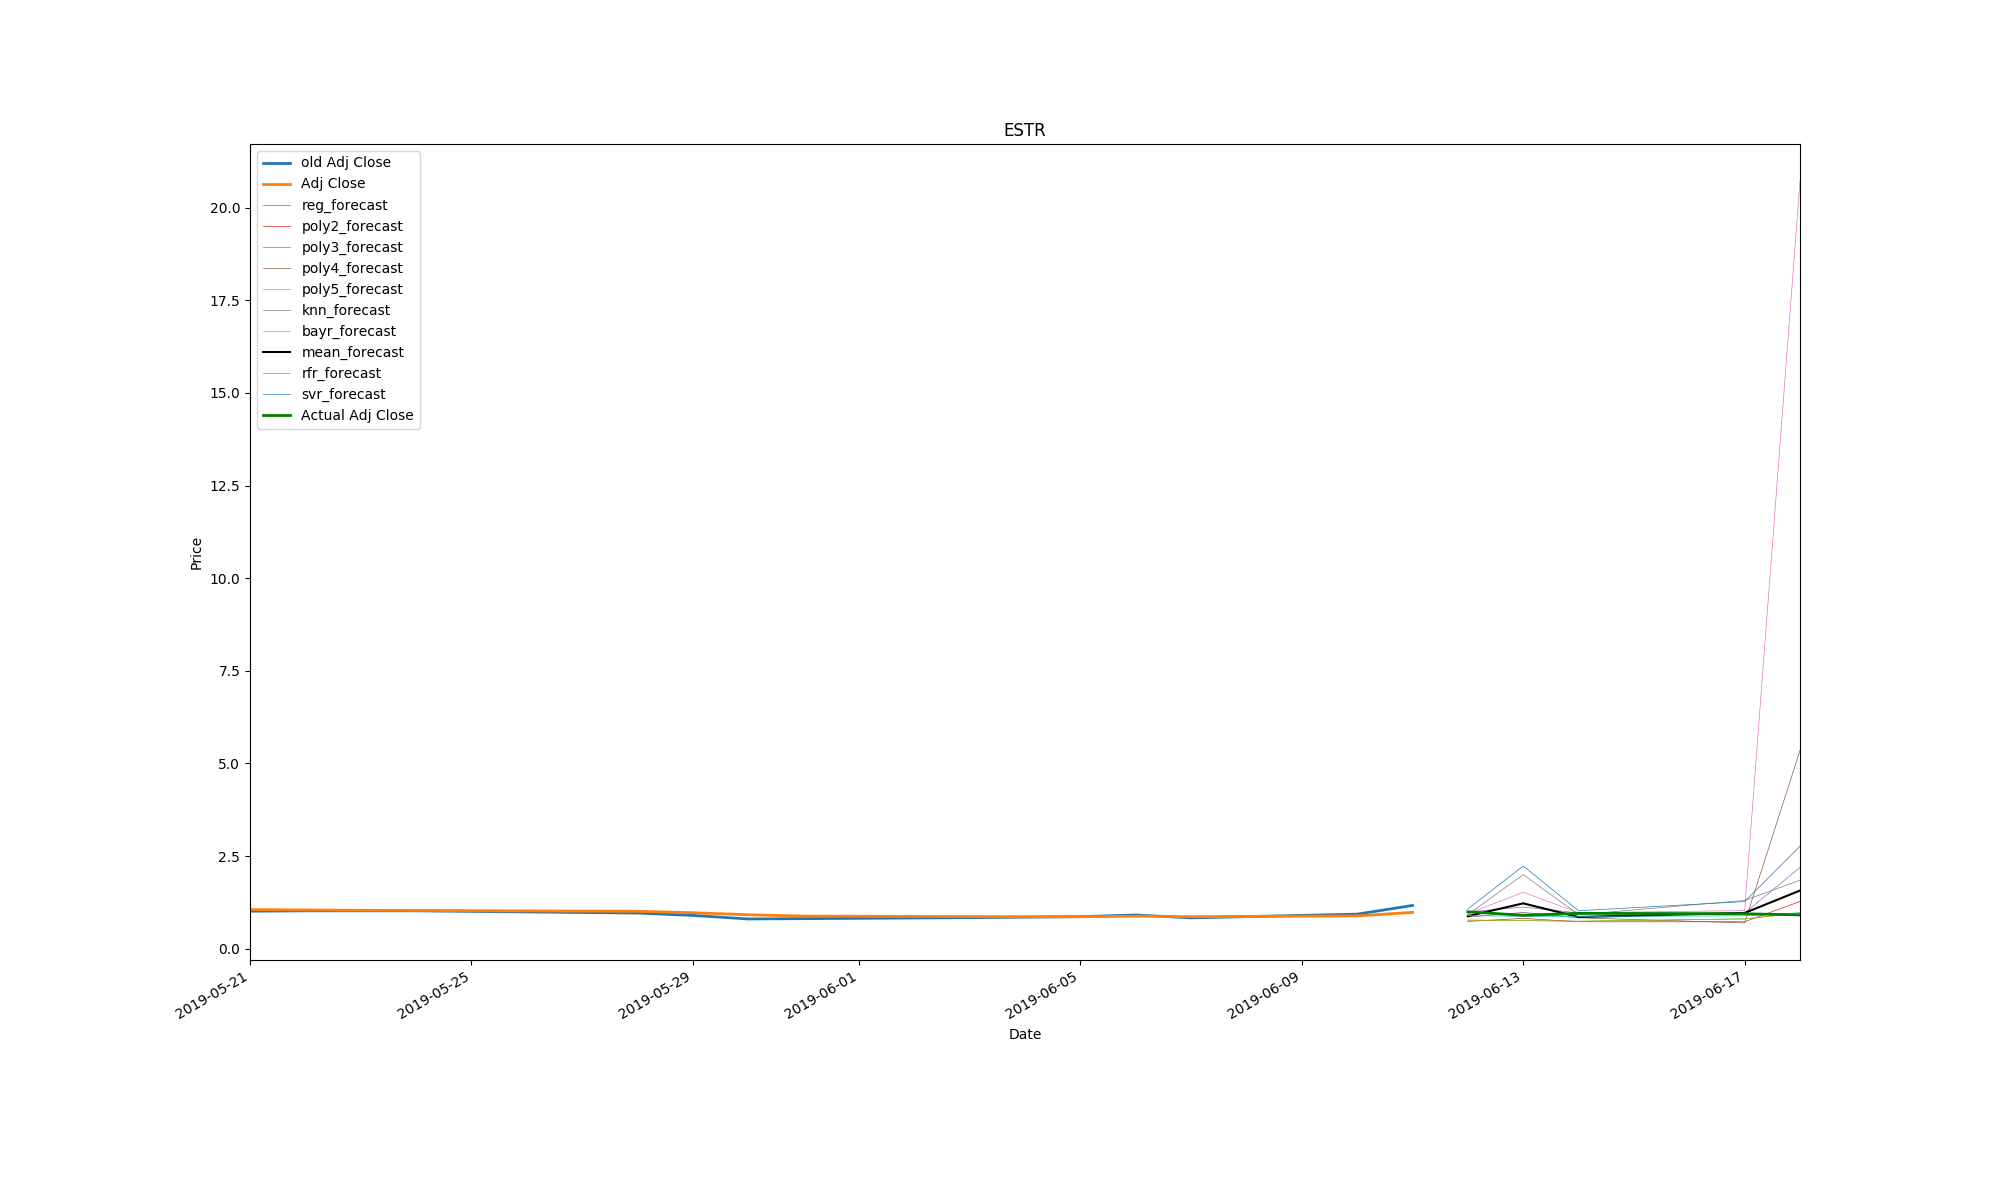 ESTR
old Adj Close
Adj Close
reg_forecast
poly2_forecast
poly3_forecast
poly4_forecast
poly5_forecast
knn_forecast
bayr_forecast
mean_forecast
rfr_forecast
svr_forecast
Actual Adj Close
20.0
17.5
15.0
12.5
10.0
7.5
5.0
2.5
0.0
Price
2019-05-21
2019-05-25
2019-05-29
2019-06-01
2019-06-05
2019-06-09
2019-06-13
2019-06-17
Date